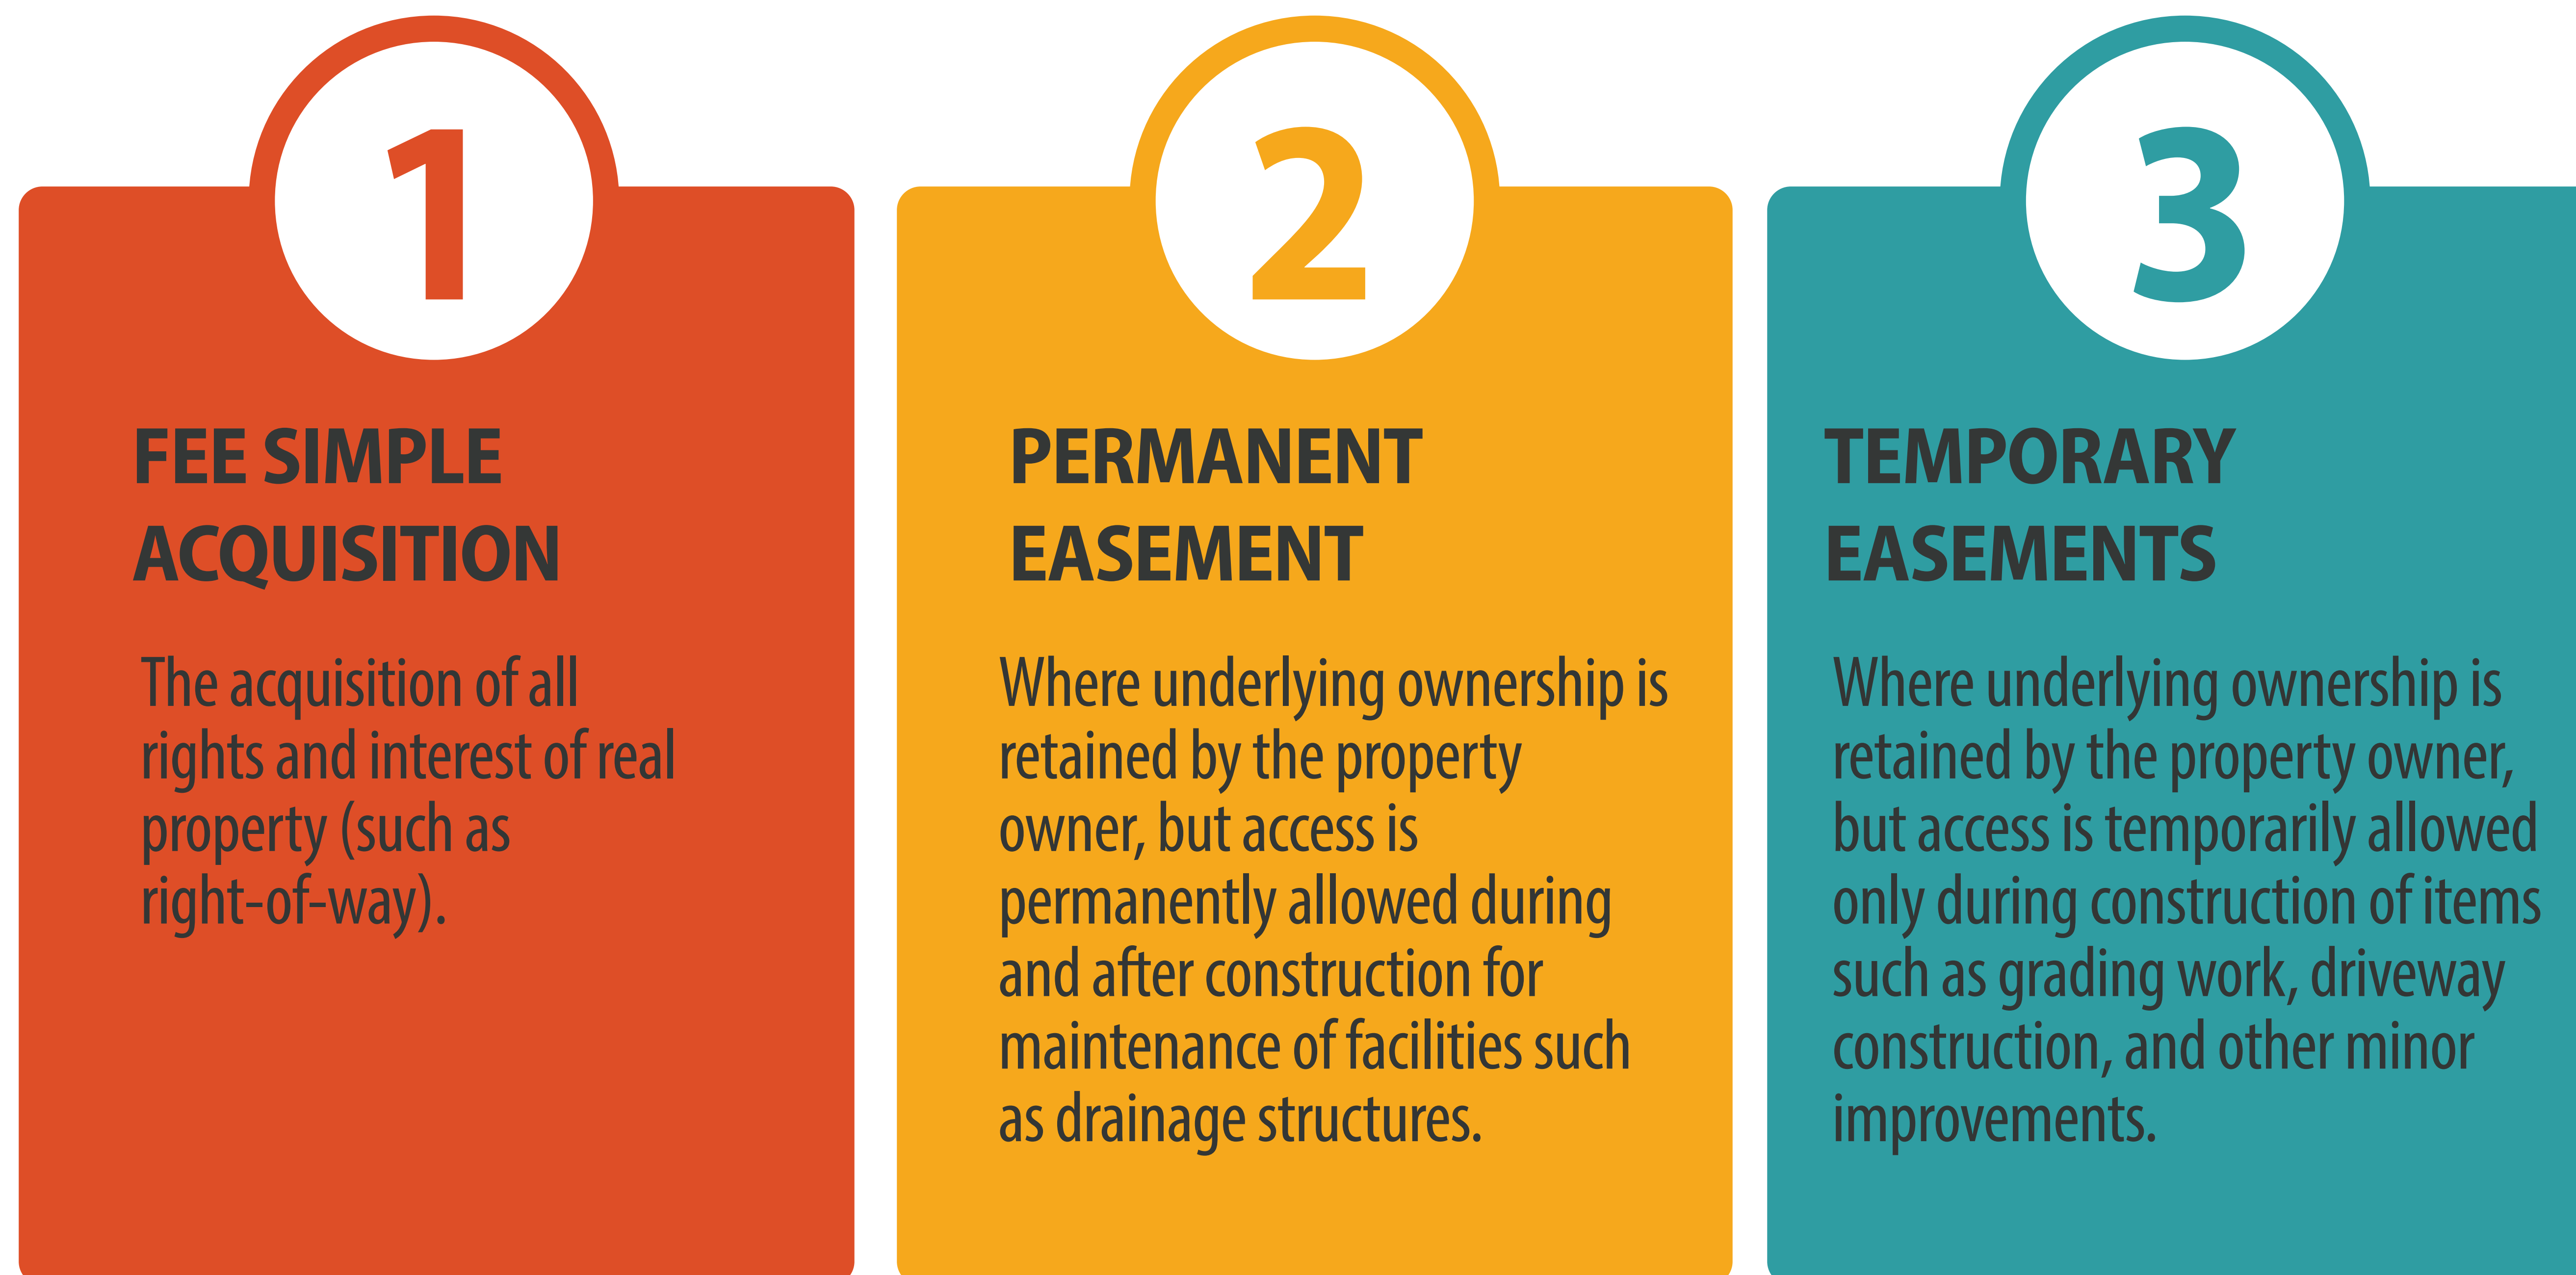 1
FEE SIMPLE
ACQUISITION
The acquisition of all
rights and interest of real
property (such as
right-of-way).
2
PERMANENT
EASEMENT
Where underlying ownership is
retained by the property
owner, but access is
permanently allowed during
and after construction for
maintenance of facilities such
as drainage structures.
3
TEMPORARY
EASEMENTS
Where underlying ownership is
retained by the property owner,
but access is temporarily allowed
only during construction of items
such as grading work, driveway
construction, and other minor
improvements.